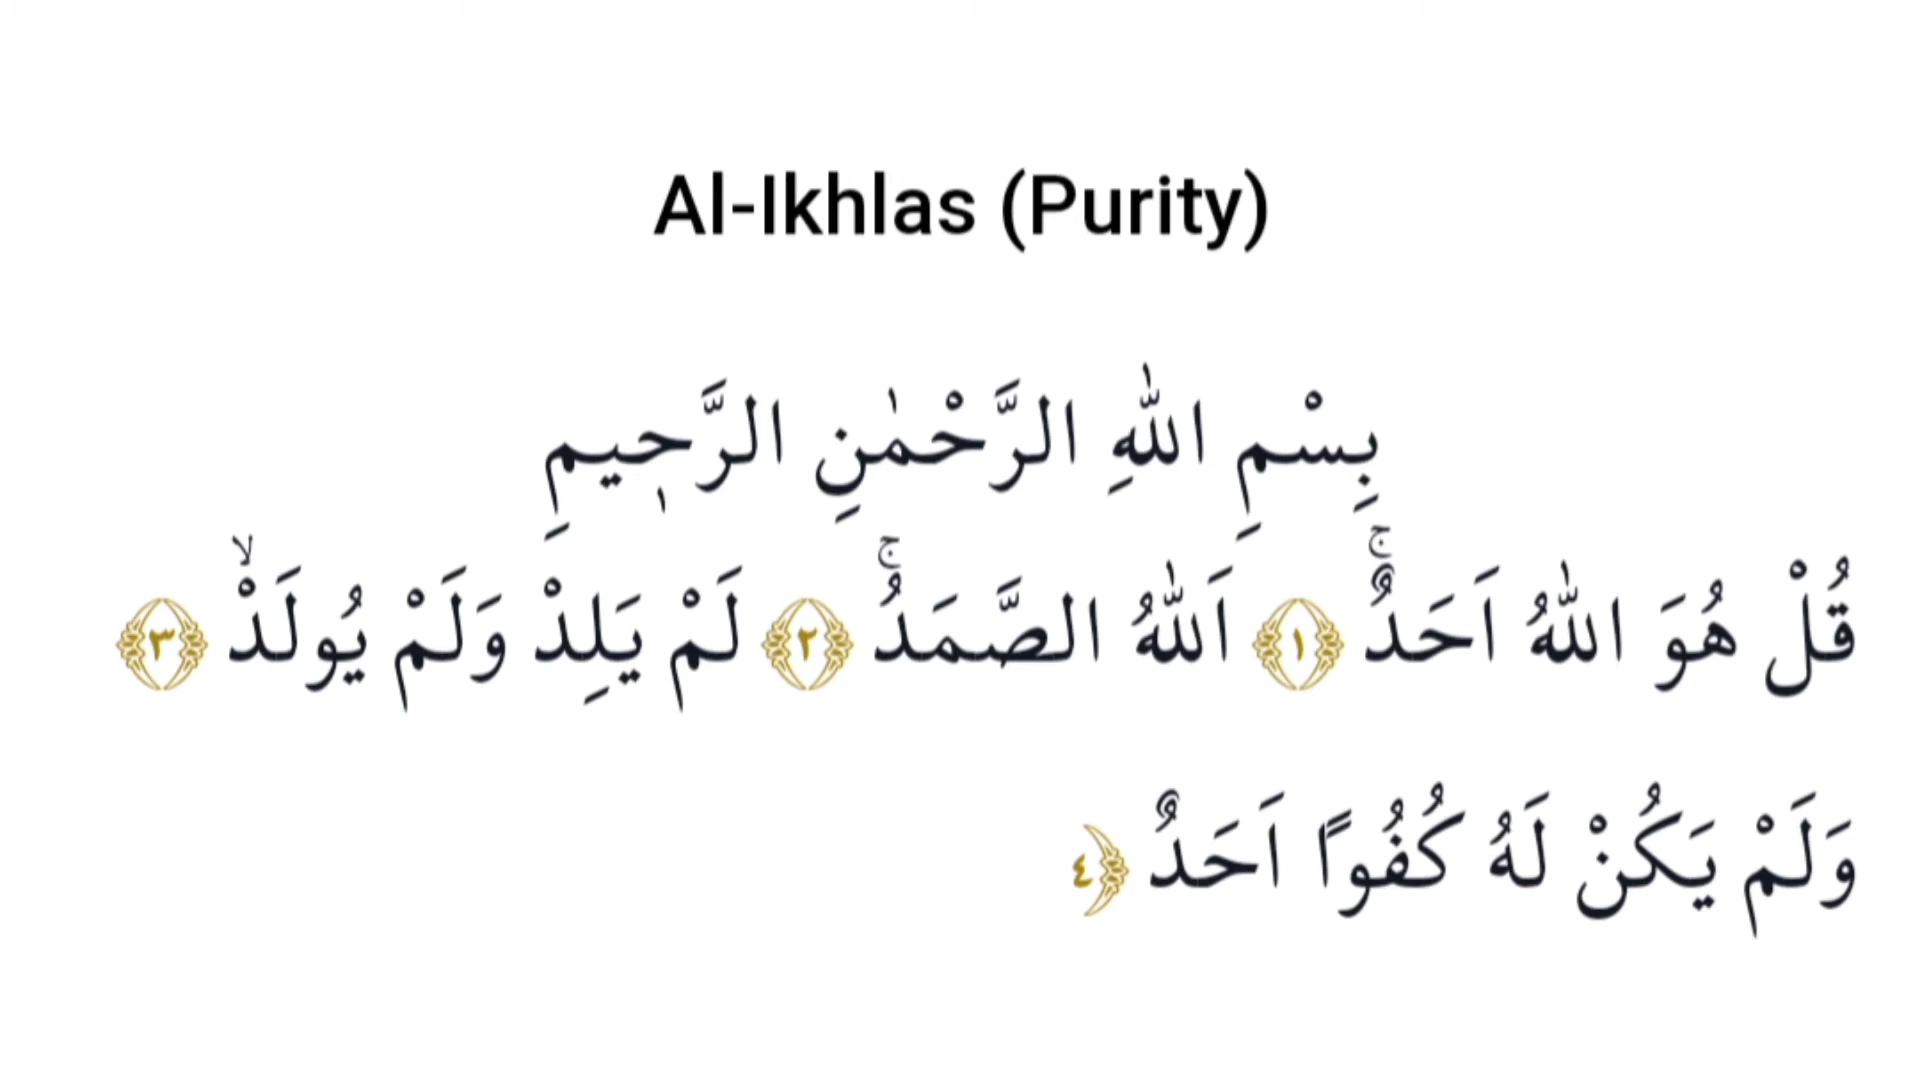 Al-Ikhlas (Purity)
بِسْمِ اللّٰهِ الرَّحْمٰنِ الرَّحٖيمِ
قُلْ هُوَ اللّٰهُ اَحَدٌۚ ﴿١﴾ اَللّٰهُ الصَّمَدُۚ ﴿٢﴾ لَمْ يَلِدْ وَلَمْ يُولَدْۙ ﴿٣﴾
وَلَمْ يَكُنْ لَهُ كُفُوًا اَحَدٌ ﴿٤